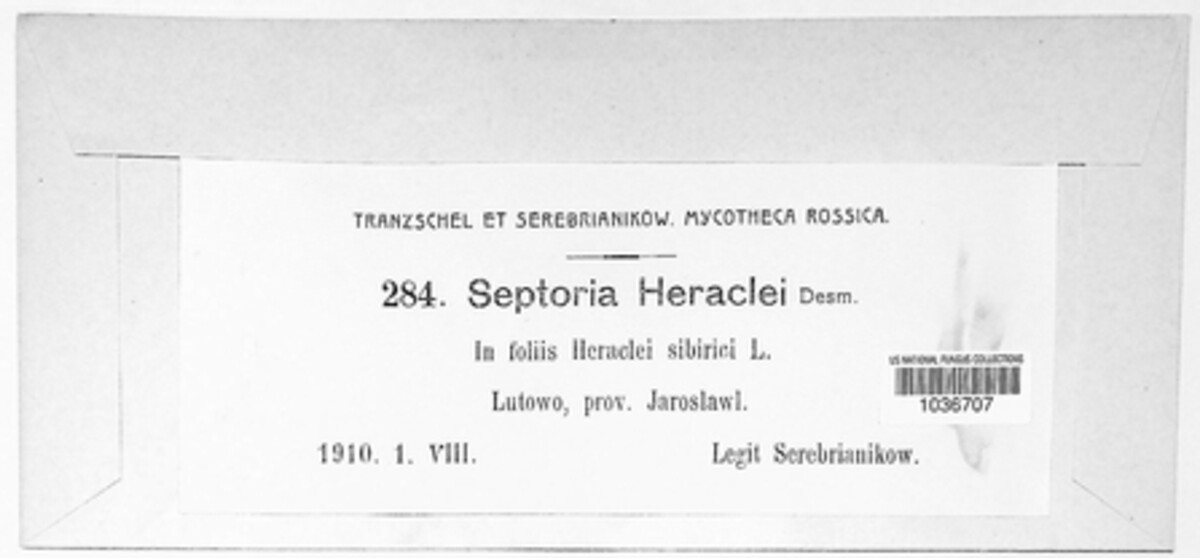 TRANZSCHEL ET SEREBRIANIKOW. MYCOTHECA ROSSICA.
284. Septoria Heraclei Desm.
In foliis Heraclei sibirici L.
Lutowo, prov. Jaroslawl.
US NATIONAL FUNGUS COLLECTIONS
1036707
1910. 1. VIII. Legit Serebrianikow.